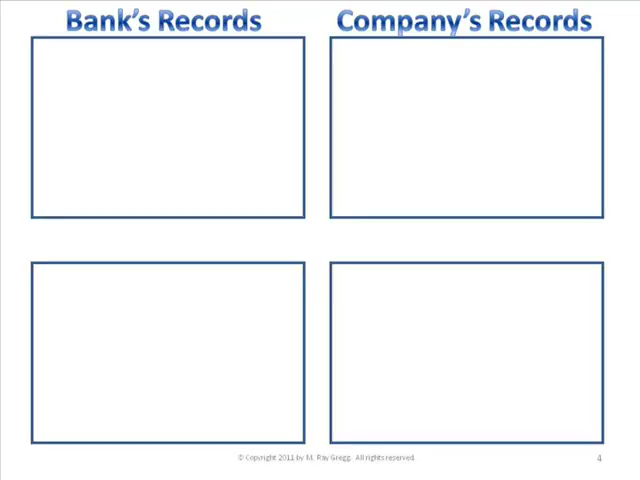 Bank's Records
Company's Records
© Copyright 2011 by M. Ray Gregg. All rights reserved.
4